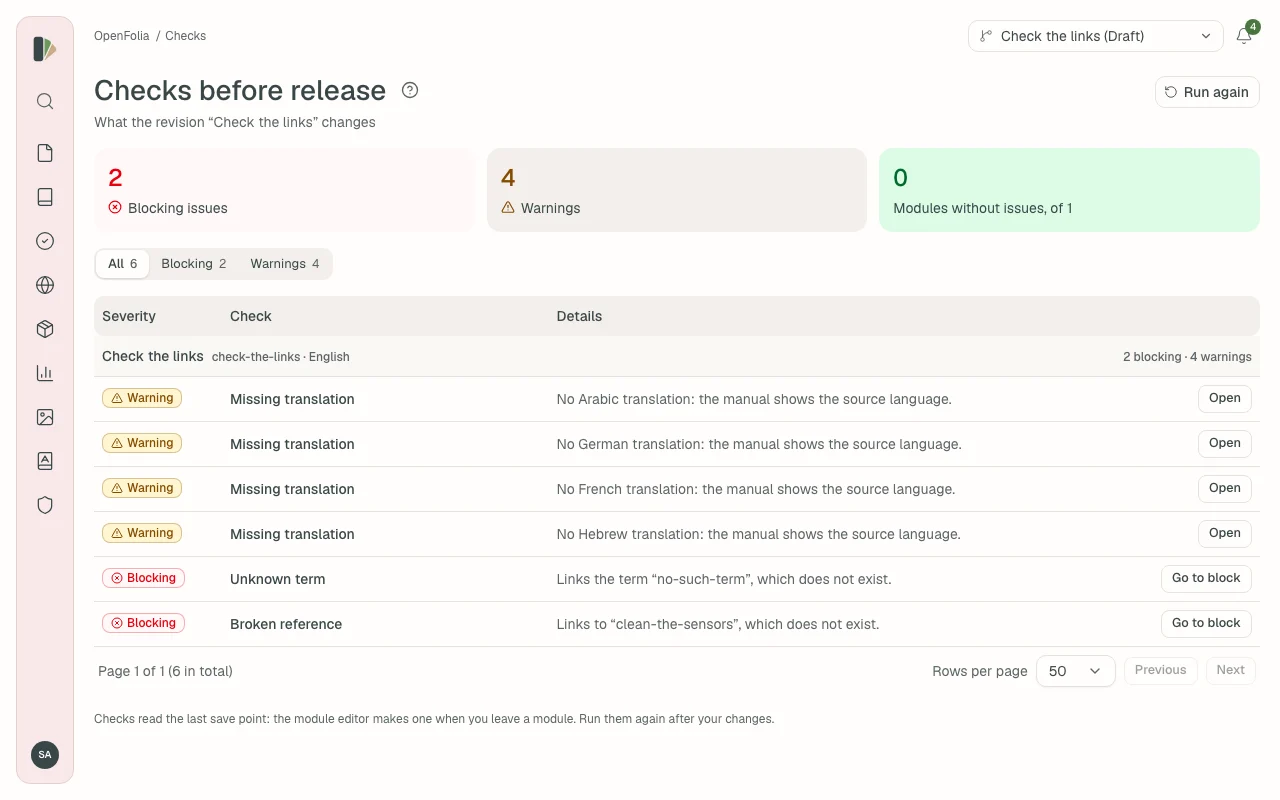 OpenFolia / Checks
Check the links (Draft)
4
Checks before release
Run again
What the revision “Check the links” changes
2
Blocking issues
4
Warnings
0
Modules without issues, of 1
All 6
Blocking 2
Warnings 4
Severity Check Details
Check the links check-the-links · English 2 blocking · 4 warnings
Warning Missing translation No Arabic translation: the manual shows the source language. Open
Warning Missing translation No German translation: the manual shows the source language. Open
Warning Missing translation No French translation: the manual shows the source language. Open
Warning Missing translation No Hebrew translation: the manual shows the source language. Open
Blocking Unknown term Links the term “no-such-term”, which does not exist. Go to block
Blocking Broken reference Links to “clean-the-sensors”, which does not exist. Go to block
Page 1 of 1 (6 in total) Rows per page 50 Previous Next
Checks read the last save point: the module editor makes one when you leave a module. Run them again after your changes.
SA